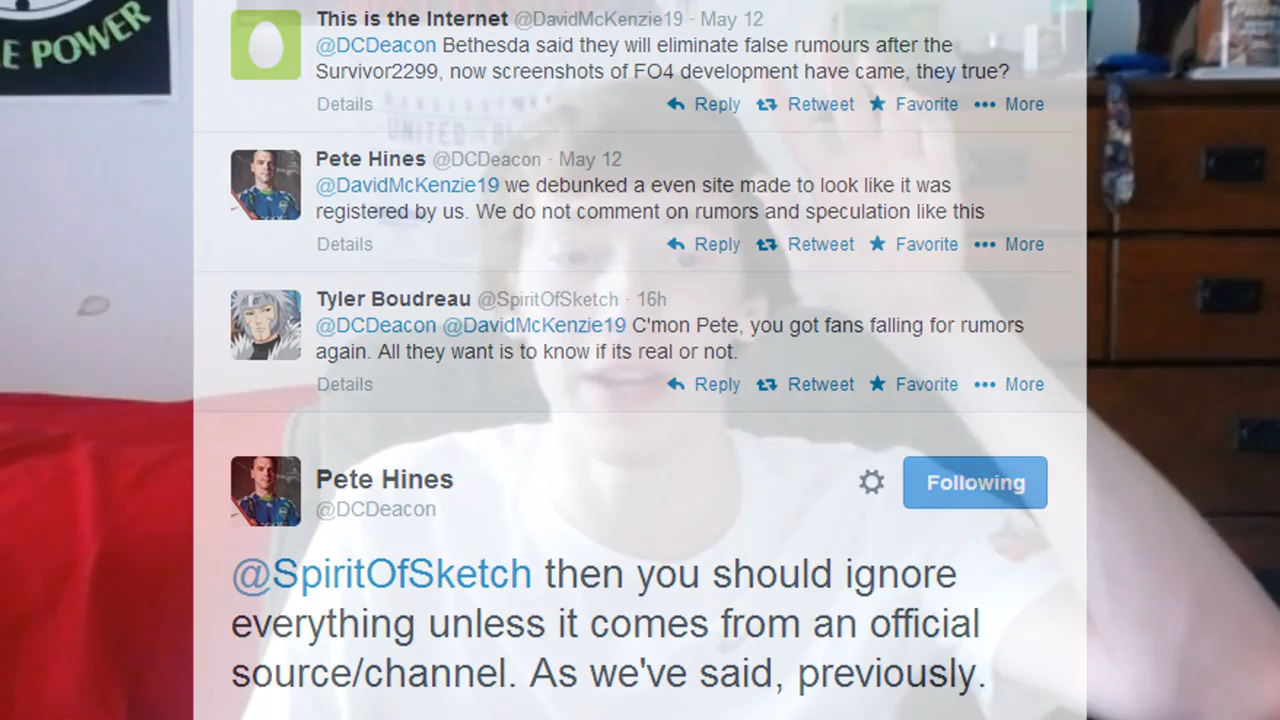 E POWER
This is the Internet @DavidMcKenzie19 · May 12
@DCDeacon Bethesda said they will eliminate false rumours after the
Survivor2299, now screenshots of FO4 development have came, they true?
Details Reply Retweet Favorite More
UNITED
Pete Hines @DCDeacon · May 12
@DavidMcKenzie19 we debunked a even site made to look like it was
registered by us. We do not comment on rumors and speculation like this
Details Reply Retweet Favorite More
Tyler Boudreau @SpiritOfSketch · 16h
@DCDeacon @DavidMcKenzie19 C'mon Pete, you got fans falling for rumors
again. All they want is to know if its real or not.
Details Reply Retweet Favorite More
Pete Hines
Following
@DCDeacon
@SpiritOfSketch then you should ignore
everything unless it comes from an official
source/channel. As we've said, previously.